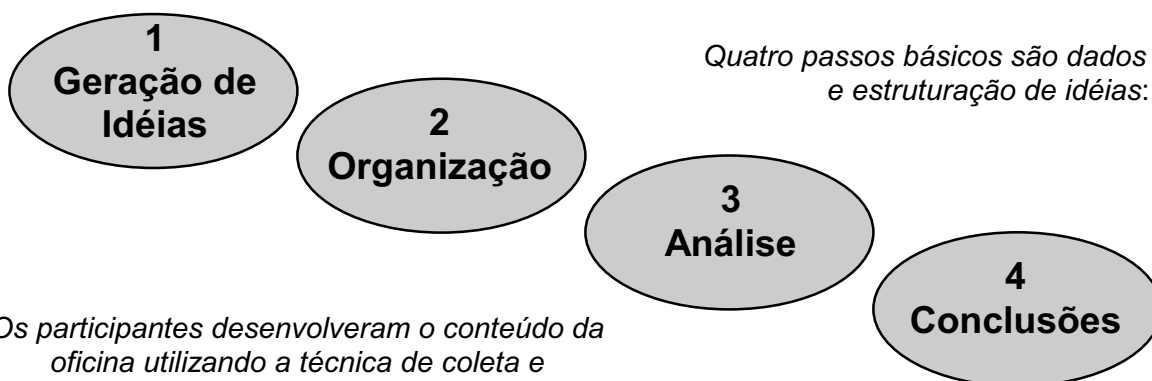 1
Geração de
Idéias
Quatro passos básicos são dados
e estruturação de idéias:
2
Organização
3
Análise
4
Conclusões
Os participantes desenvolveram o conteúdo da
oficina utilizando a técnica de coleta e